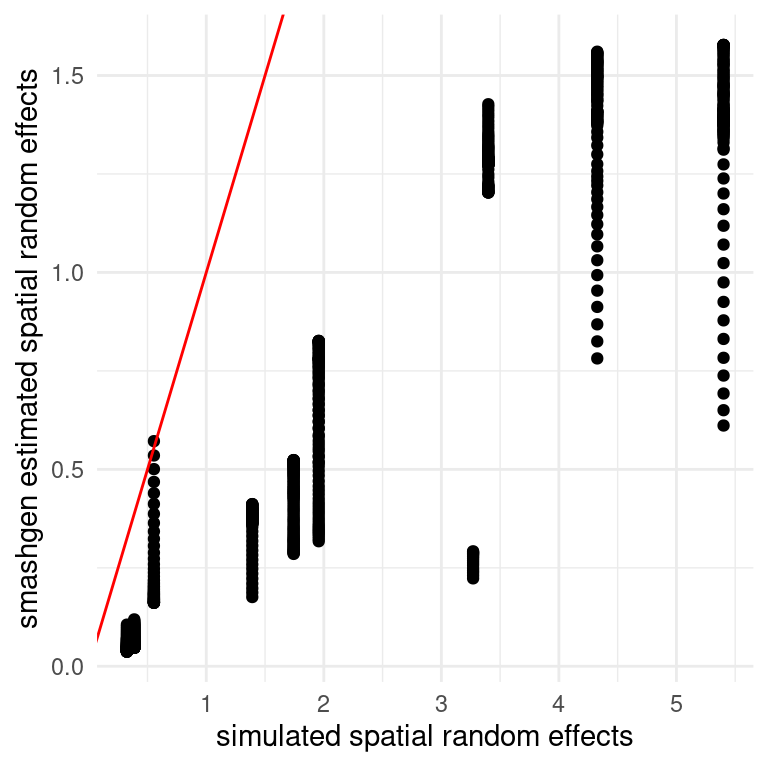 smashgen estimated spatial random effects
1.5
1.0
0.5
0.0
1 2 3 4 5
simulated spatial random effects